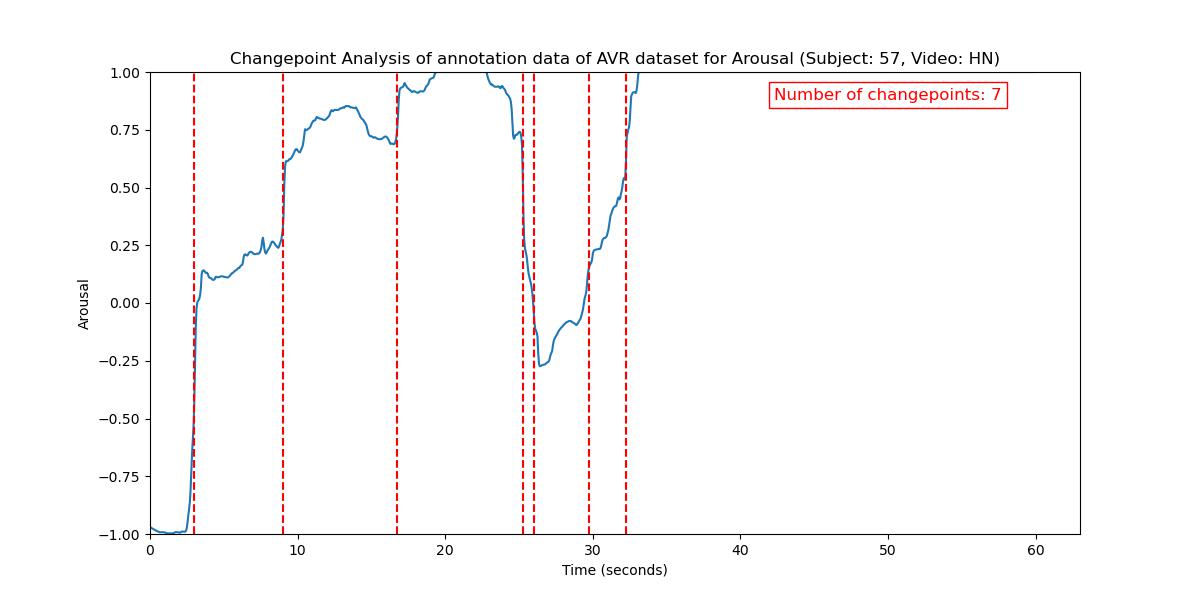 Changepoint Analysis of annotation data of AVR dataset for Arousal (Subject: 57, Video: HN)
Number of changepoints: 7
Arousal
1.00
0.75
0.50
0.25
0.00
−0.25
−0.50
−0.75
−1.00
0 10 20 30 40 50 60
Time (seconds)